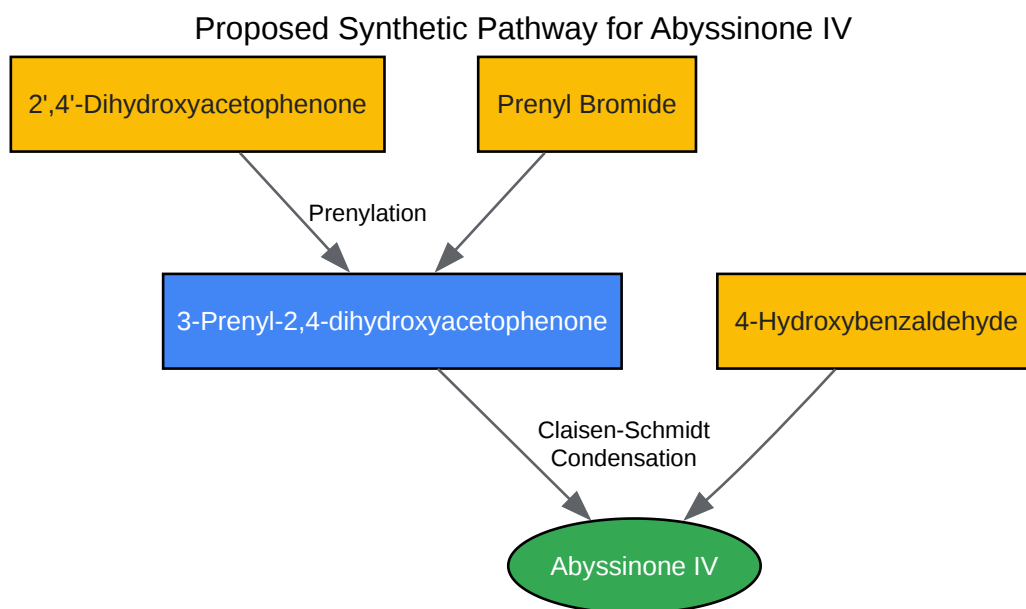 Proposed Synthetic Pathway for Abyssinone IV
2',4'-Dihydroxyacetophenone
Prenyl Bromide
Prenylation
3-Prenyl-2,4-dihydroxyacetophenone
4-Hydroxybenzaldehyde
Claisen-Schmidt
Condensation
Abyssinone IV